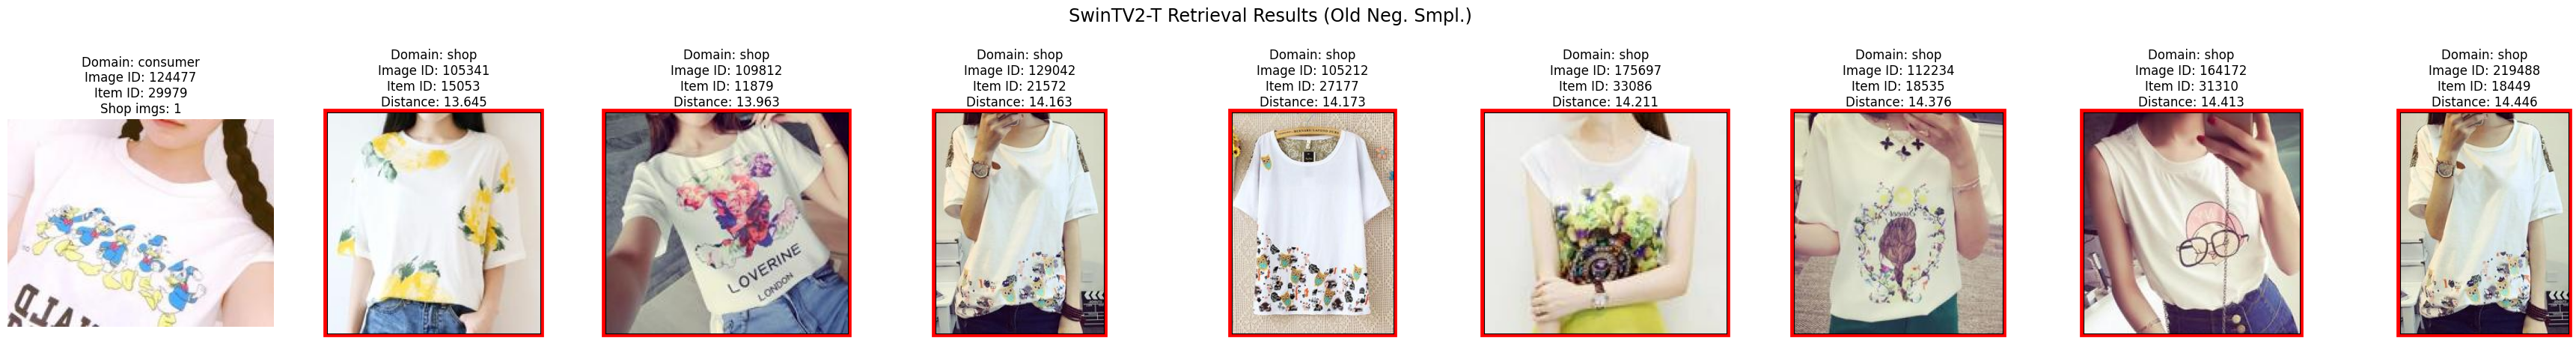 SwinTV2-T Retrieval Results (Old Neg. Smpl.)
Domain: consumer
Image ID: 124477
Item ID: 29979
Shop imgs: 1
Domain: shop
Image ID: 105341
Item ID: 15053
Distance: 13.645
Domain: shop
Image ID: 109812
Item ID: 11879
Distance: 13.963
LOVERINE
LONDON
Domain: shop
Image ID: 129042
Item ID: 21572
Distance: 14.163
Domain: shop
Image ID: 105212
Item ID: 27177
Distance: 14.173
Domain: shop
Image ID: 175697
Item ID: 33086
Distance: 14.211
Domain: shop
Image ID: 112234
Item ID: 18535
Distance: 14.376
Domain: shop
Image ID: 164172
Item ID: 31310
Distance: 14.413
Domain: shop
Image ID: 219488
Item ID: 18449
Distance: 14.446